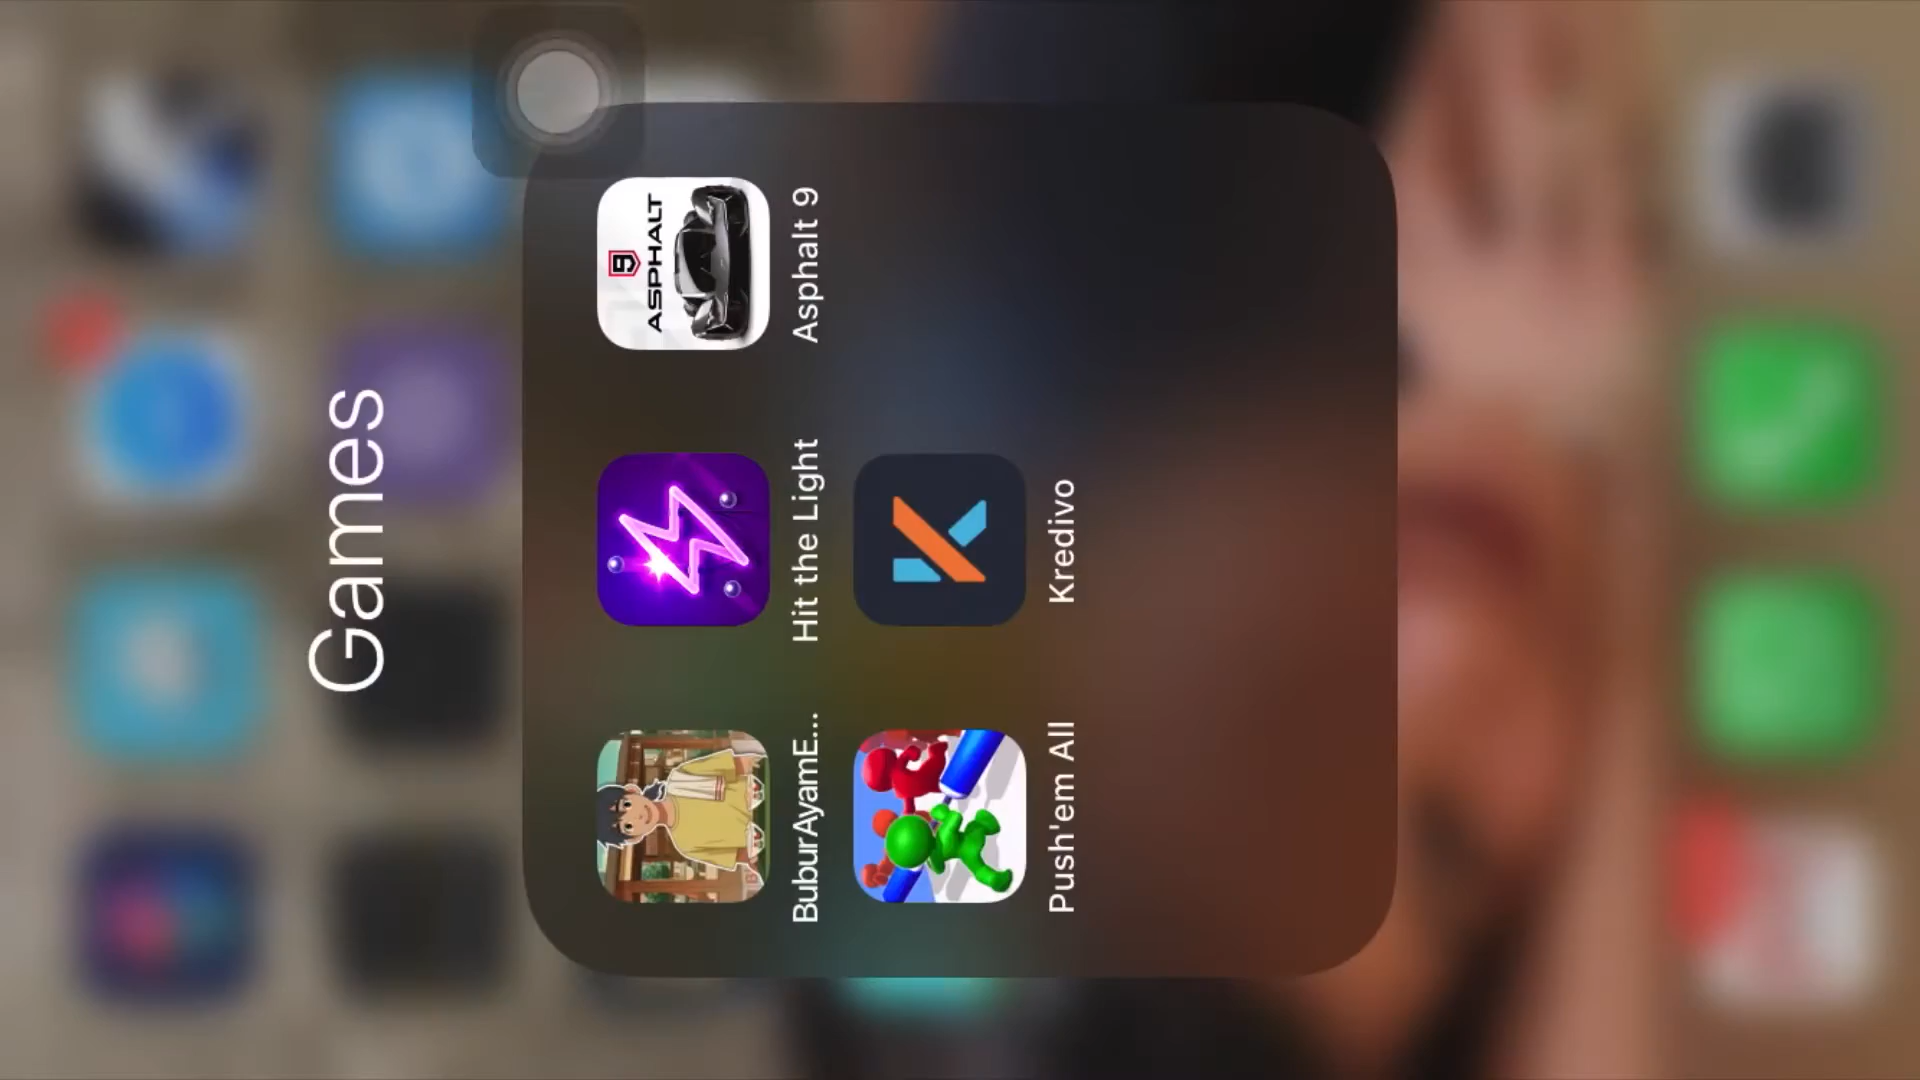 Games
BuburAyamE...
Hit the Light
9
ASPHALT
Asphalt 9
Push'em All
Kredivo